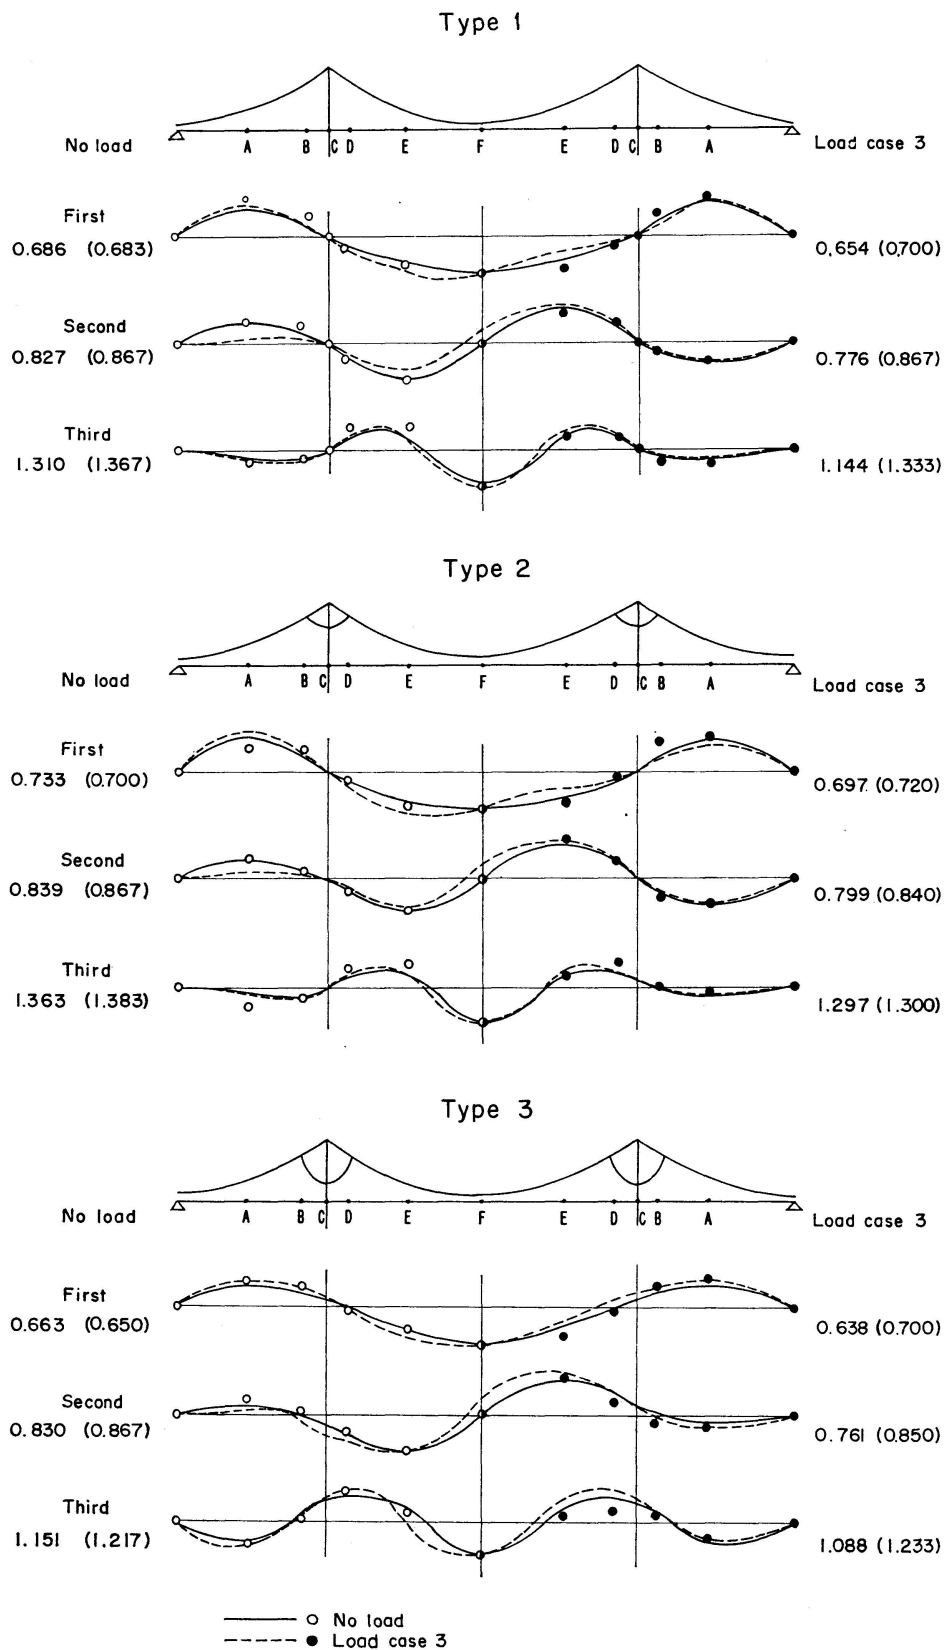 Type 1
No load A B C D E F E D C B A Load case 3
First
0.686 (0.683) 0.654 (0.700)
Second
0.827 (0.867) 0.776 (0.867)
Third
1.310 (1.367) 1.144 (1.333)
Type 2
No load A B C D E F E D C B A Load case 3
First
0.733 (0.700) 0.697 (0.720)
Second
0.839 (0.867) 0.799 (0.840)
Third
1.363 (1.383) 1.297 (1.300)
Type 3
No load A B C D E F E D C B A Load case 3
First
0.663 (0.650) 0.638 (0.700)
Second
0.830 (0.867) 0.761 (0.850)
Third
1.151 (1.217) 1.088 (1.233)
No load
Load case 3